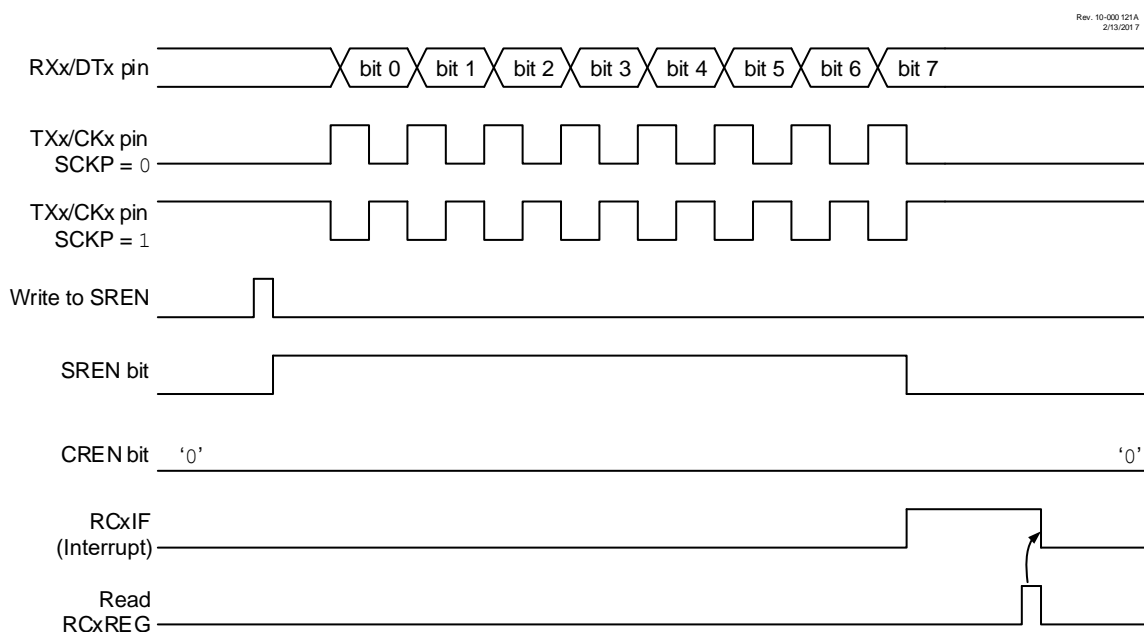 Rev. 10-000 121A
2/13/2017
RXx/DTx pin
bit 0 bit 1 bit 2 bit 3 bit 4 bit 5 bit 6 bit 7
TXx/CKx pin
SCKP = 0
TXx/CKx pin
SCKP = 1
Write to SREN
SREN bit
CREN bit ‘0’ ‘0’
RCxIF
(Interrupt)
Read
RCxREG